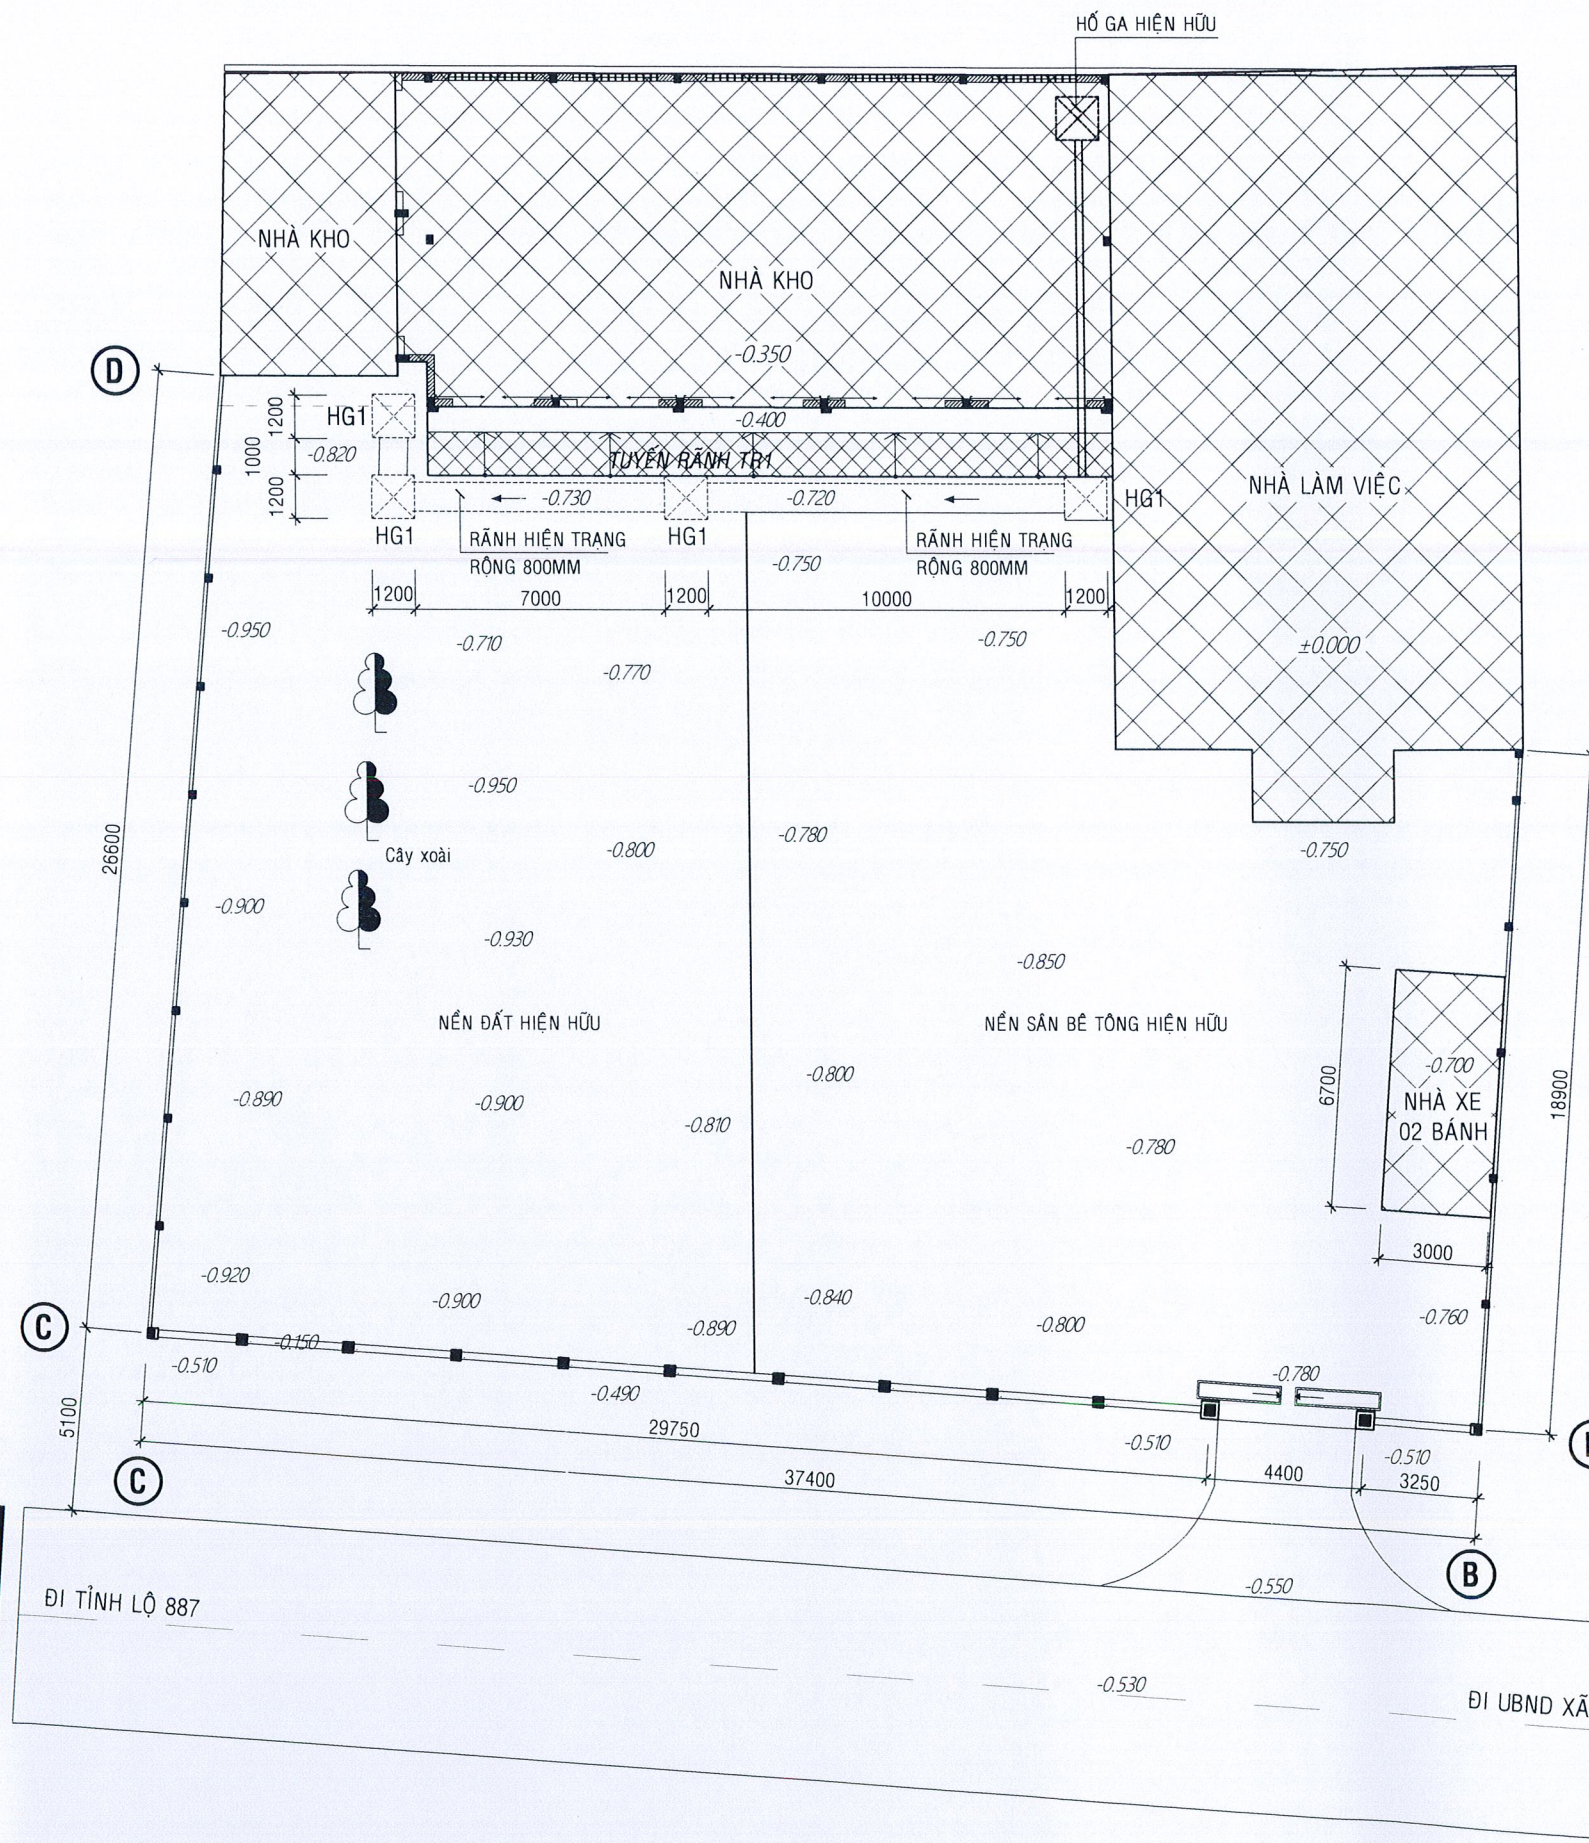 HỐ GA HIỆN HỮU
NHÀ KHO
NHÀ KHO
-0.350
D
1200
HG1
-0.400
1000
-0.820
TUYẾN RÃNH TR1
NHÀ LÀM VIỆC
1200
-0.730
-0.720
HG1
HG1
RÃNH HIỆN TRẠNG
RỘNG 800MM
HG1
RÃNH HIỆN TRẠNG
RỘNG 800MM
-0.750
1200
7000
1200
10000
1200
-0.950
-0.710
-0.770
-0.750
±0.000
-0.950
-0.780
26600
Cây xoài
-0.800
-0.750
-0.900
-0.930
-0.850
NỀN ĐẤT HIỆN HỮU
NỀN SÂN BÊ TÔNG HIỆN HỮU
-0.700
NHÀ XE
02 BÁNH
6700
18900
-0.890
-0.900
-0.800
-0.810
-0.780
3000
-0.920
-0.900
-0.840
-0.760
C
-0.150
-0.890
-0.800
-0.510
-0.780
-0.490
5100
29750
-0.510
-0.510
C
37400
4400
3250
B
-0.550
ĐI TỈNH LỘ 887
-0.530
ĐI UBND XÃ